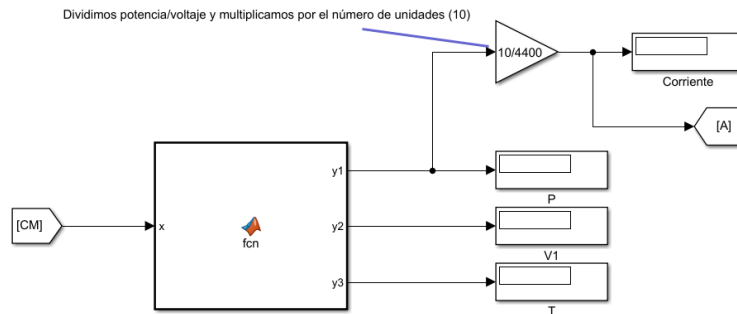 Dividimos potencia/voltaje y multiplicamos por el número de unidades (10)
10/4400
Corriente
[A]
y1
P
[CM]
x
fcn
y2
V1
y3
T